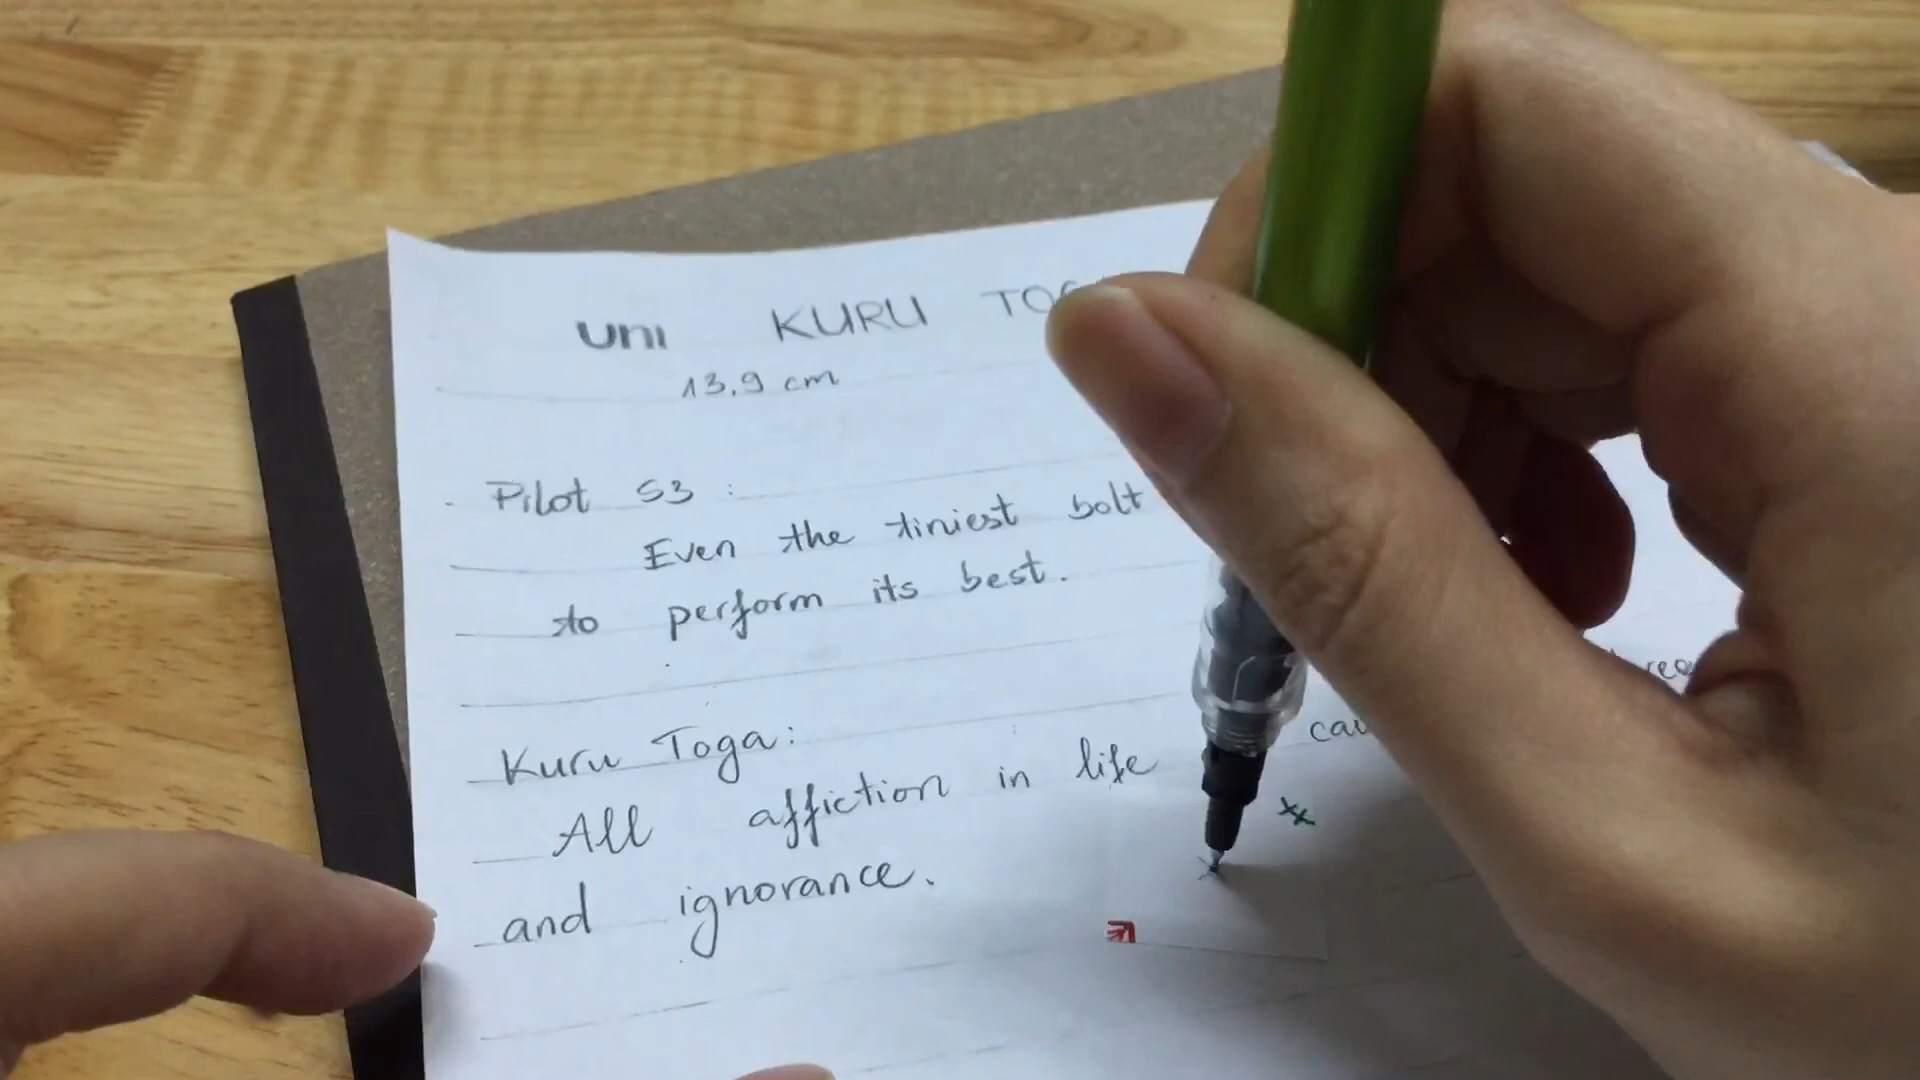 uni KURU
13.9 cm
Pilot S3 :
Even the tiniest bolt
to perform its best.
Kuru Toga:
All affiction in life
and ignorance.